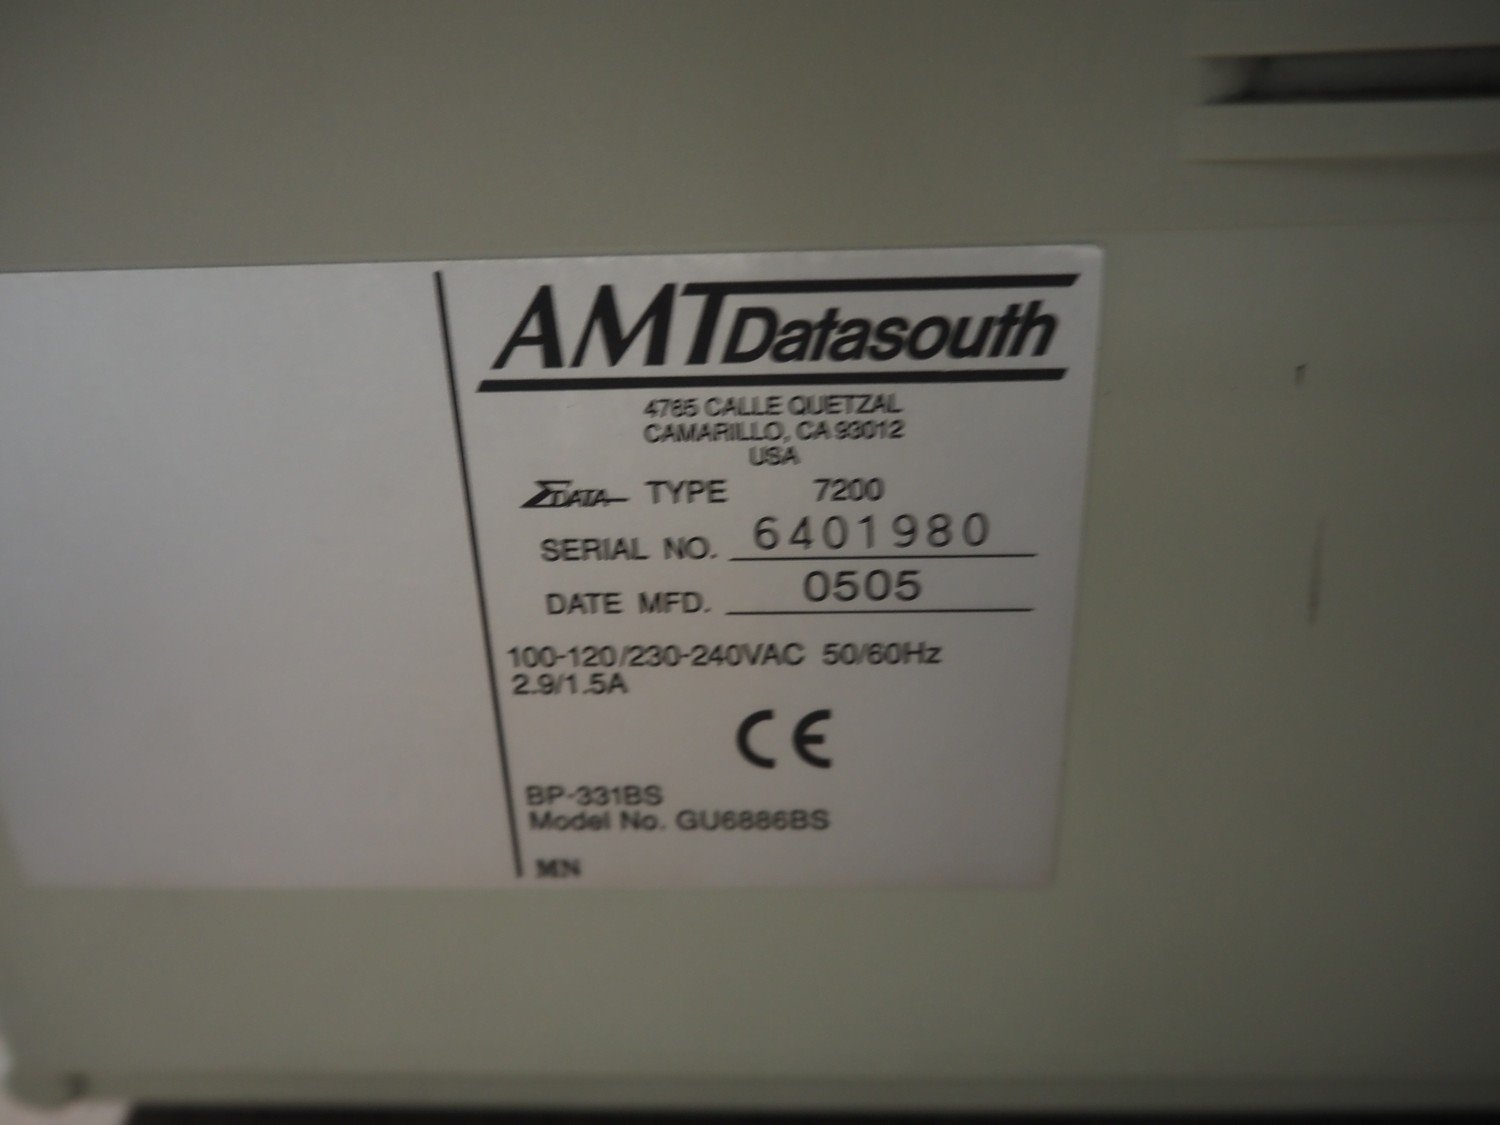 AMT Datasouth
4765 CALLE QUETZAL
CAMARILLO, CA 93012
USA
ΣDATA TYPE 7200
SERIAL NO. 6401980
DATE MFD. 0505
100-120/230-240VAC 50/60Hz
2.9/1.5A
CE
BP-331BS
Model No. GU6886BS
MN